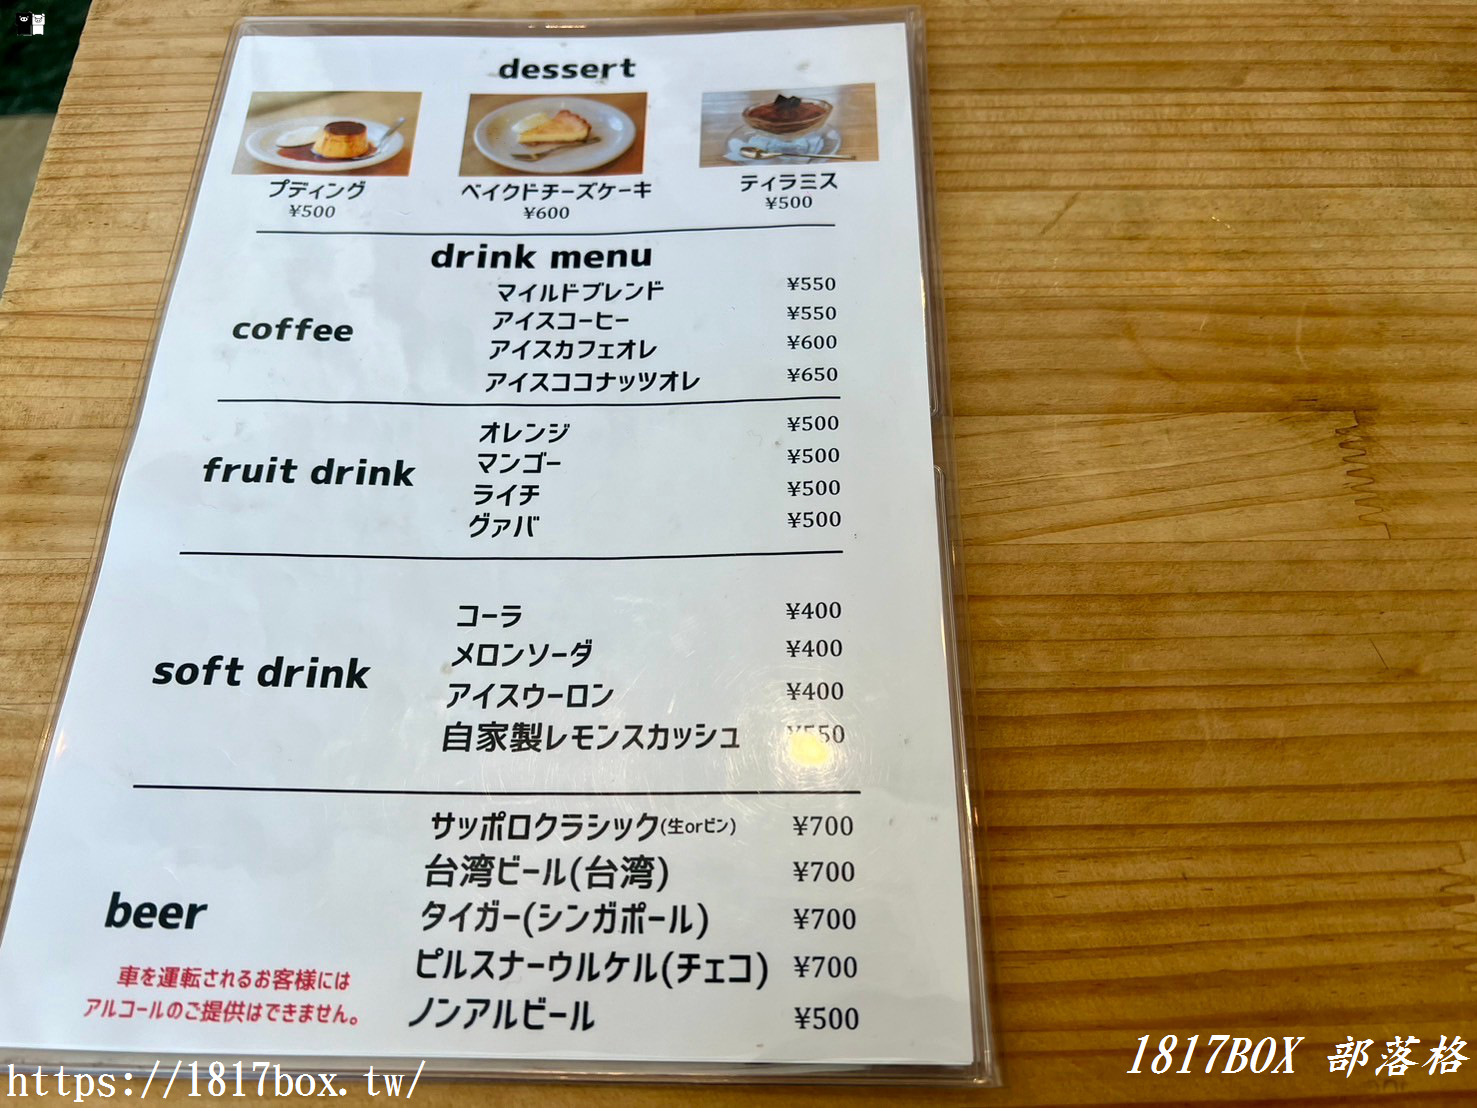 dessert
プディング ベイクドチーズケーキ ティラミス
¥500 ¥600 ¥500
drink menu
coffee
マイルドブレンド ¥550
アイスコーヒー ¥550
アイスカフェオレ ¥600
アイスココナッツオレ ¥650
fruit drink
オレンジ ¥500
マンゴー ¥500
ライチ ¥500
グァバ ¥500
soft drink
コーラ ¥400
メロンソーダ ¥400
アイスウーロン ¥400
自家製レモンスカッシュ ¥550
beer
サッポロクラシック(生orビン) ¥700
台湾ビール(台湾) ¥700
タイガー(シンガポール) ¥700
ピルスナーウルケル(チェコ) ¥700
ノンアルビール ¥500
車を運転されるお客様には
アルコールのご提供はできません。
https://1817box.tw/
1817BOX 部落格